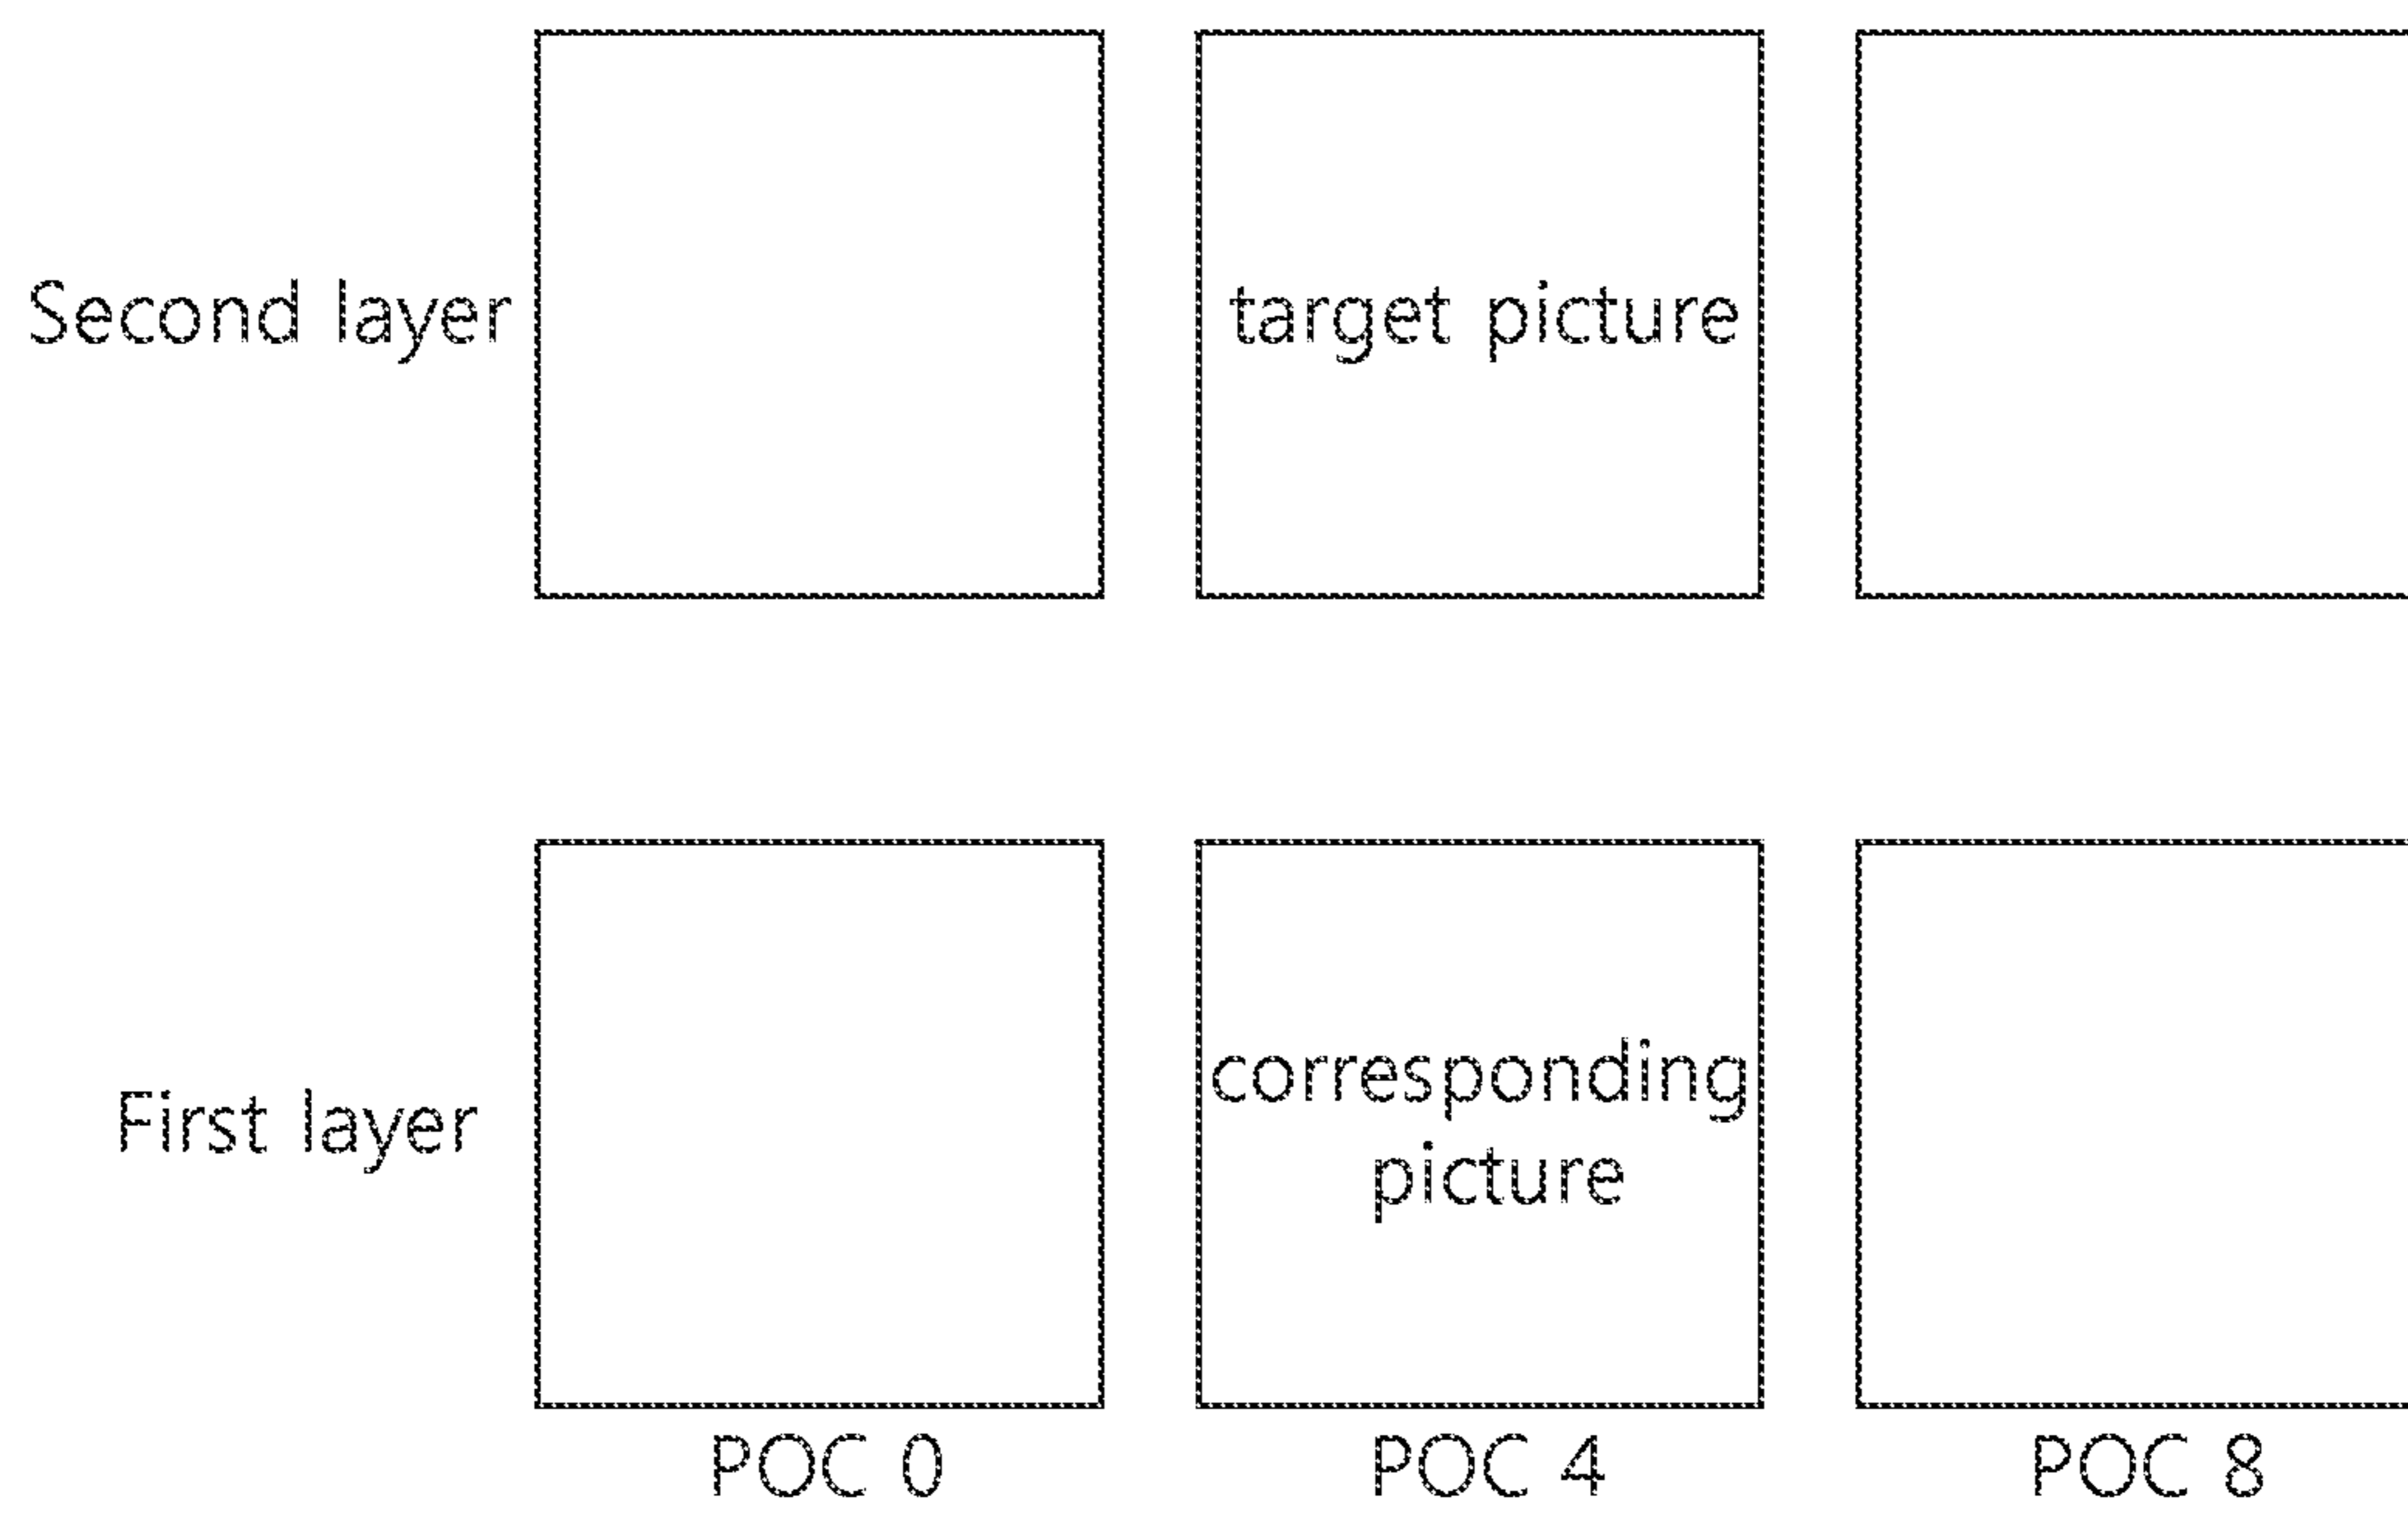 Second layer
target picture
First layer
corresponding
picture
POC 0
POC 4
POC 8